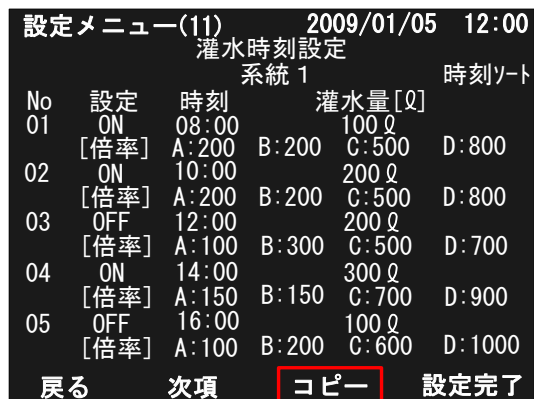 設定メニュー(11) 2009/01/05 12:00
灌水時刻設定
系統1 時刻ソート
No 設定 時刻 灌水量[ℓ]
01 ON 08:00 100ℓ
[倍率] A:200 B:200 C:500 D:800
02 ON 10:00 200ℓ
[倍率] A:200 B:200 C:500 D:800
03 OFF 12:00 200ℓ
[倍率] A:100 B:300 C:500 D:700
04 ON 14:00 300ℓ
[倍率] A:150 B:150 C:700 D:900
05 OFF 16:00 100ℓ
[倍率] A:100 B:200 C:600 D:1000
戻る 次項 コピー 設定完了